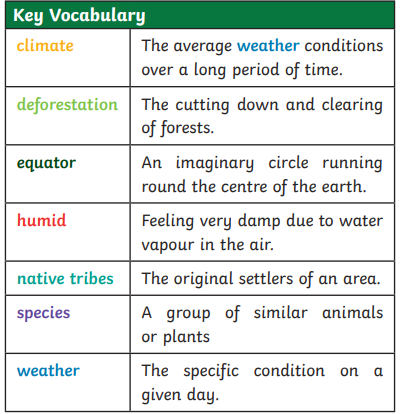 Key Vocabulary
climate The average weather conditions
over a long period of time.
deforestation The cutting down and clearing
of forests.
equator An imaginary circle running
round the centre of the earth.
humid Feeling very damp due to water
vapour in the air.
native tribes The original settlers of an area.
species A group of similar animals
or plants
weather The specific condition on a
given day.